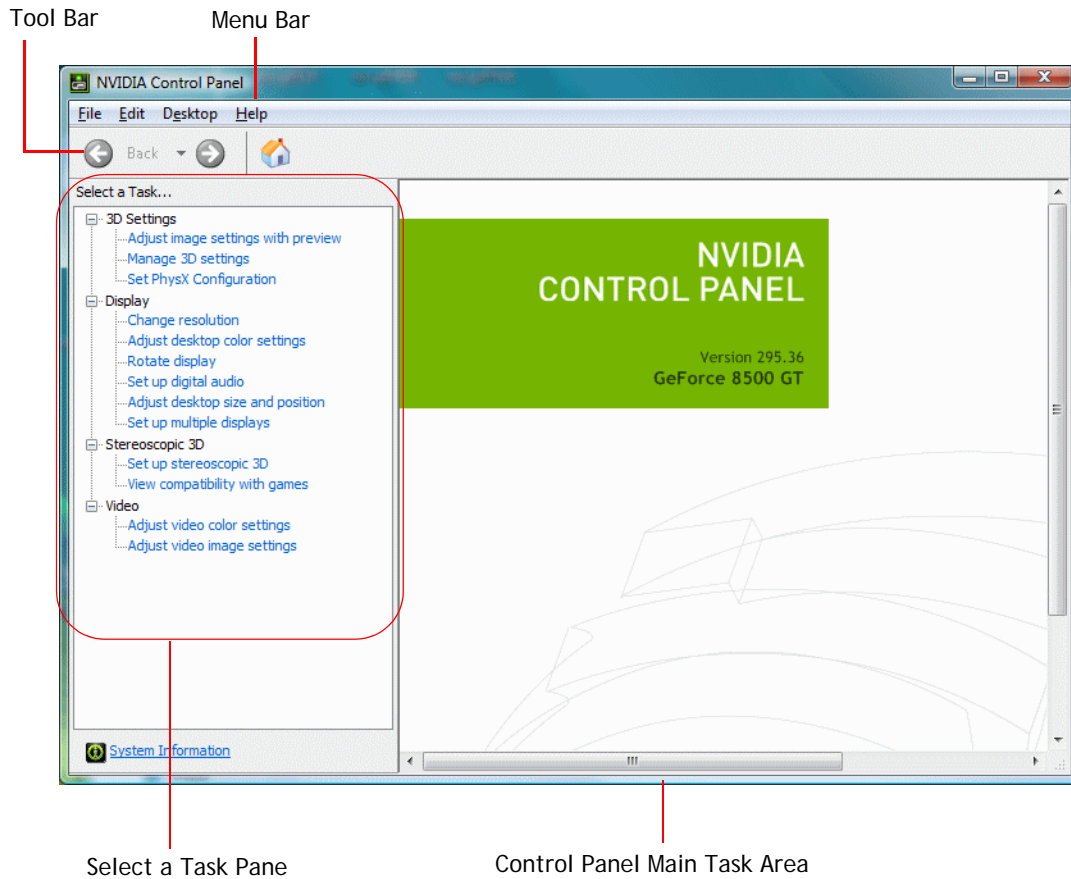 Tool Bar
Menu Bar
NVIDIA Control Panel
File Edit Desktop Help
Back
Select a Task...
3D Settings
Adjust image settings with preview
Manage 3D settings
Set PhysX Configuration
Display
Change resolution
Adjust desktop color settings
Rotate display
Set up digital audio
Adjust desktop size and position
Set up multiple displays
Stereoscopic 3D
Set up stereoscopic 3D
View compatibility with games
Video
Adjust video color settings
Adjust video image settings
System Information
NVIDIA
CONTROL PANEL
Version 295.36
GeForce 8500 GT
Select a Task Pane
Control Panel Main Task Area